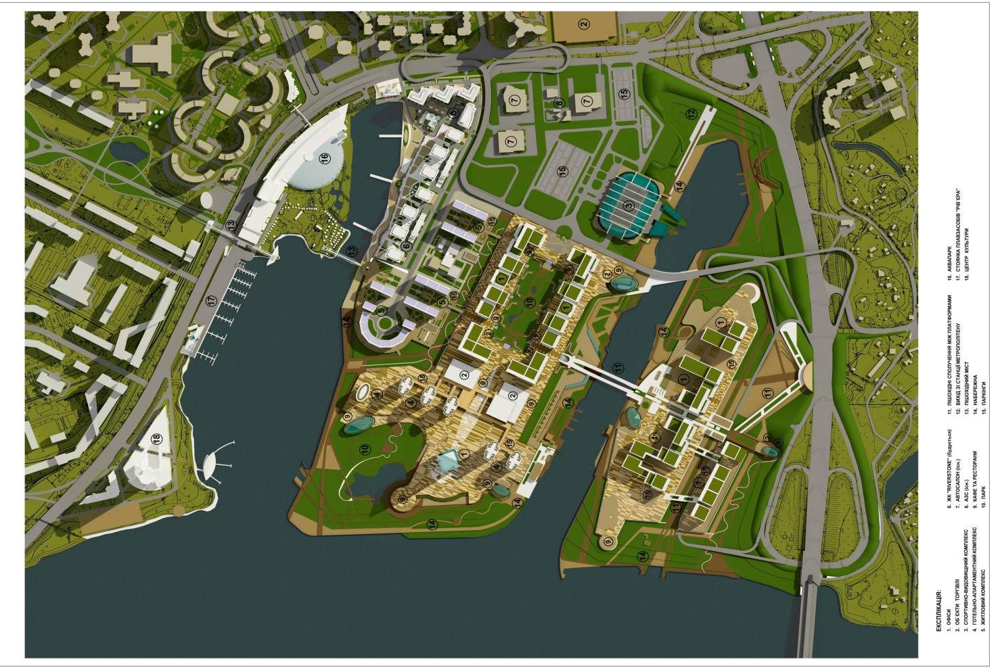 ЕКСПЛІКАЦІЯ:
1. ОФІСИ
2. ОБ'ЄКТИ ТОРГІВЛІ
3. СПОРТИВНО-ВИДОВИЩНИЙ КОМПЛЕКС
4. ГОТЕЛЬНО-АПАРТАМЕНТНИЙ КОМПЛЕКС
5. ЖИТЛОВИЙ КОМПЛЕКС
6. ЖК "RIVERSTONE" (будується)
7. АВТОСАЛОН (існ.)
8. АЗС (існ.)
9. КАФЕ ТА РЕСТОРАНИ
10. ПАРК
11. ПІШОХІДНІ СПОЛУЧЕННЯ МІЖ ПЛАТФОРМАМИ
12. ВИХІД ЗІ СТАНЦІЇ МЕТРОПОЛІТЕНУ
13. ПІШОХІДНИЙ МІСТ
14. НАБЕРЕЖНА
15. ПАРКІНГИ
16. АКВАПАРК
17. СТОЯНКА ПЛАВЗАСОБІВ "РІВ'ЄРА"
18. ЦЕНТР КУЛЬТУРИ